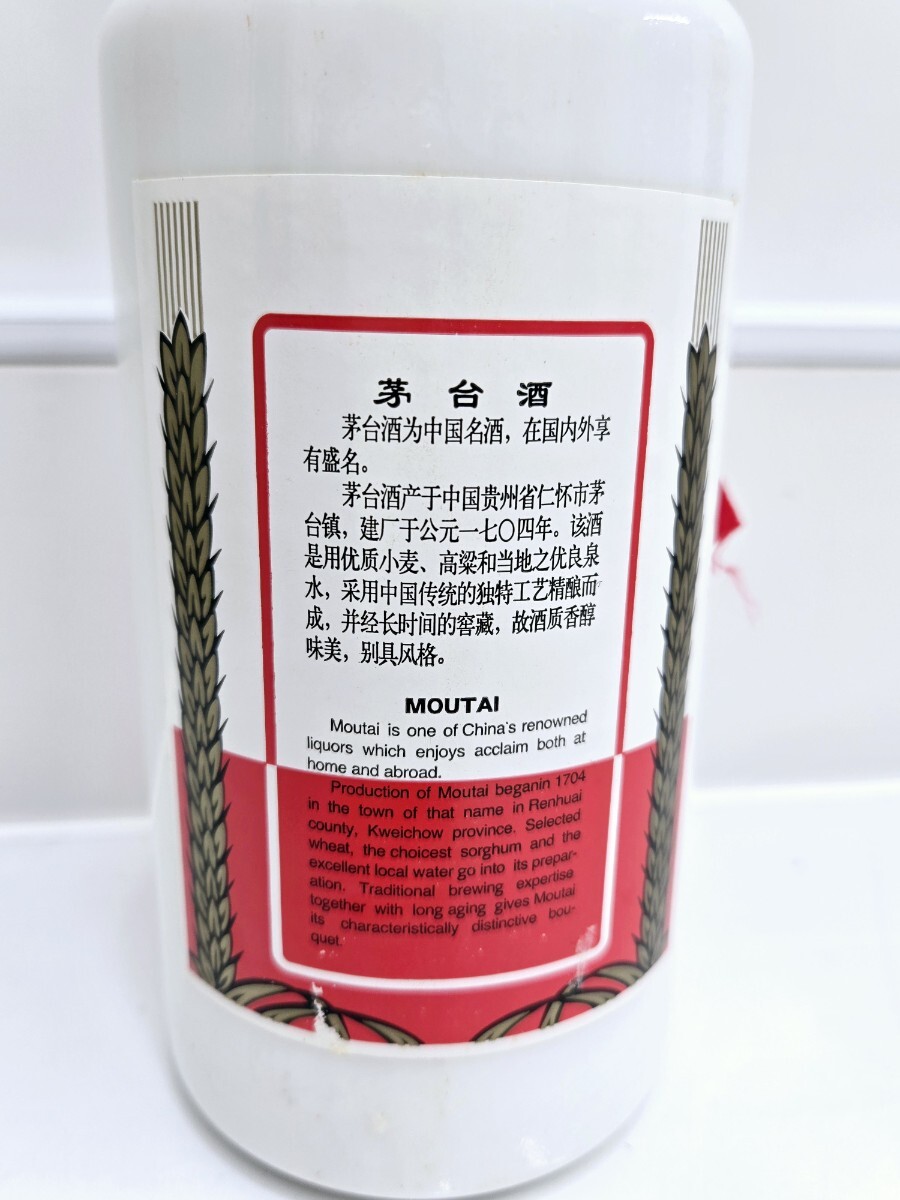 茅台酒
茅台酒为中国名酒，在国内外享
有盛名。
茅台酒产于中国贵州省仁怀市茅
台镇，建厂于公元一七〇四年。该酒
是用优质小麦、高粱和当地之优良泉
水，采用中国传统的独特工艺精酿而
成，并经长时间的窖藏，故酒质香醇
味美，别具风格。
MOUTAI
Moutai is one of China's renowned
liquors which enjoys acclaim both at
home and abroad.
Production of Moutai beganin 1704
in the town of that name in Renhuai
county, Kweichow province. Selected
wheat, the choicest sorghum and the
excellent local water go into its prepar-
ation. Traditional brewing expertise
together with long aging gives Moutai
its characteristically distinctive bou-
quet.